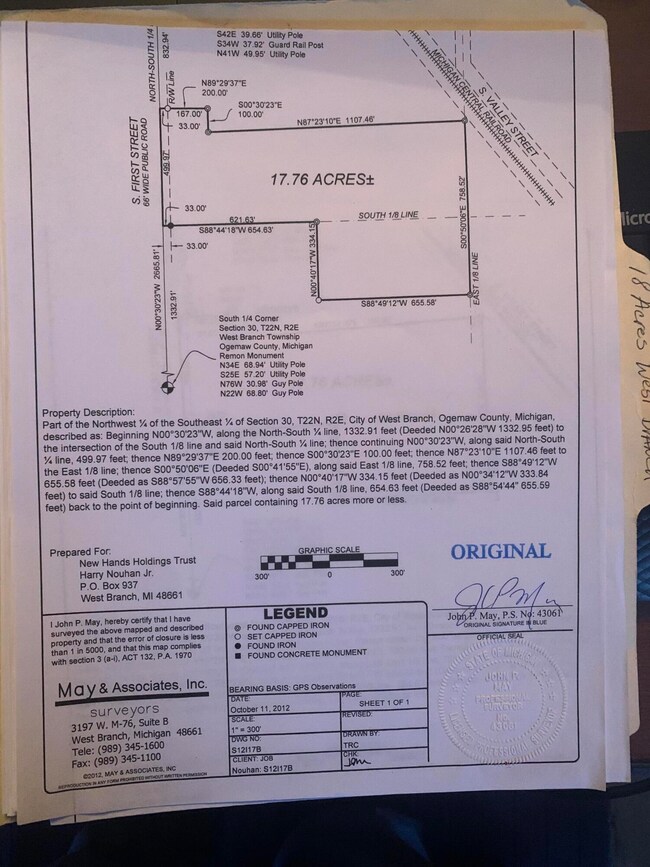 S42E 39.66' Utility Pole
S34W 37.92' Guard Rail Post
N41W 49.95' Utility Pole
NORTH-SOUTH 1/4
832.94'
R/W Line
N89°29'37"E
200.00'
167.00'
S00°30'23"E
100.00'
33.00'
N87°23'10"E 1107.46'
MICHIGAN CENTRAL RAILROAD
S. VALLEY STREET
S. FIRST STREET
66' WIDE PUBLIC ROAD
499.97'
17.76 ACRES±
S00°50'06"E 758.52'
33.00'
621.63'
S88°44'18"W 654.63'
SOUTH 1/8 LINE
33.00'
N00°40'17"W 334.15'
EAST 1/8 LINE
S88°49'12"W 655.58'
N00°30'23"W 2665.81'
1332.91'
South 1/4 Corner
Section 30, T22N, R2E
West Branch Township
Ogemaw County, Michigan
Remon Monument
N34E 68.94' Utility Pole
S25E 57.20' Utility Pole
N76W 30.98' Guy Pole
N22W 68.80' Guy Pole
Property Description:
Part of the Northwest ¼ of the Southeast ¼ of Section 30, T22N, R2E, City of West Branch, Ogemaw County, Michigan,
described as: Beginning N00°30'23"W, along the North-South ¼ line, 1332.91 feet (Deeded N00°26'28"W 1332.95 feet) to
the intersection of the South 1/8 line and said North-South ¼ line; thence continuing N00°30'23"W, along said North-South
¼ line, 499.97 feet; thence N89°29'37"E 200.00 feet; thence S00°30'23"E 100.00 feet; thence N87°23'10"E 1107.46 feet to
the East 1/8 line; thence S00°50'06"E (Deeded S00°41'55"E), along said East 1/8 line, 758.52 feet; thence S88°49'12"W
655.58 feet (Deeded as S88°57'55"W 656.33 feet); thence N00°40'17"W 334.15 feet (Deeded as N00°34'12"W 333.84
feet) to said South 1/8 line; thence S88°44'18"W, along said South 1/8 line, 654.63 feet (Deeded as S88°54'44" 655.59
feet) back to the point of beginning. Said parcel containing 17.76 acres more or less.
Prepared For:
New Hands Holdings Trust
Harry Nouhan Jr.
P.O. Box 937
West Branch, MI 48661
GRAPHIC SCALE
300' 0 300'
ORIGINAL
John P. May, P.S. No: 43061
ORIGINAL SIGNATURE IN BLUE
OFFICIAL SEAL
I John P. May, hereby certify that I have
surveyed the above mapped and described
property and that the error of closure is less
than 1 in 5000, and that this map complies
with section 3 (a-i), ACT 132, P.A. 1970
LEGEND
FOUND CAPPED IRON
SET CAPPED IRON
FOUND IRON
FOUND CONCRETE MONUMENT
May & Associates, Inc.
surveyors
3197 W. M-76, Suite B
West Branch, Michigan 48661
Tele: (989) 345-1600
Fax: (989) 345-1100
©2012, MAY & ASSOCIATES, INC
REPRODUCTION IN ANY FORM PROHIBITED WITHOUT WRITTEN PERMISSION
BEARING BASIS: GPS Observations
DATE:
October 11, 2012
PAGE:
SHEET 1 OF 1
SCALE:
1" = 300'
REVISED:
DWG NO:
S12I17B
DRAWN BY:
TRC
CLIENT: JOB
Nouhan: S12I17B
CHK:
18 Acres West